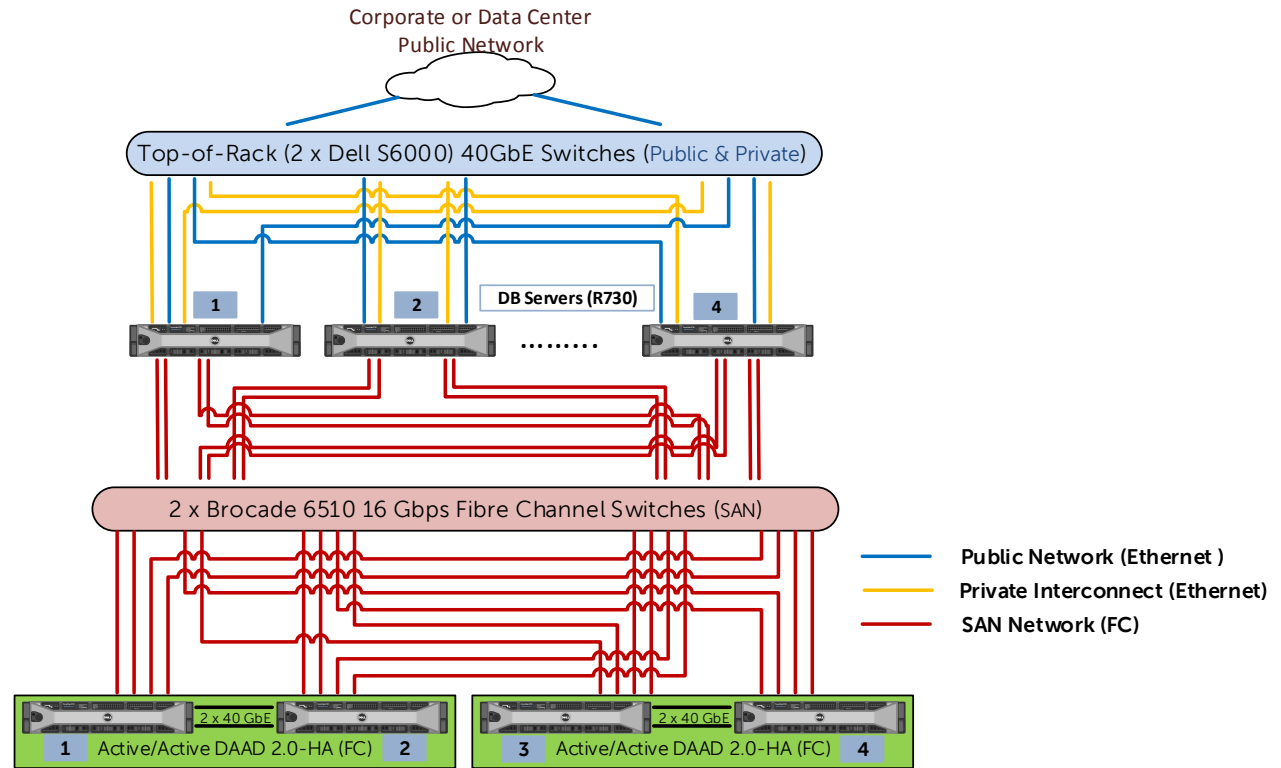 Corporate or Data Center
Public Network
Top-of-Rack (2 x Dell S6000) 40GbE Switches (Public & Private)
1
2
DB Servers (R730)
4
………
2 x Brocade 6510 16 Gbps Fibre Channel Switches (SAN)
Public Network (Ethernet )
Private Interconnect (Ethernet)
SAN Network (FC)
2 x 40 GbE
2 x 40 GbE
1
Active/Active DAAD 2.0-HA (FC)
2
3
Active/Active DAAD 2.0-HA (FC)
4